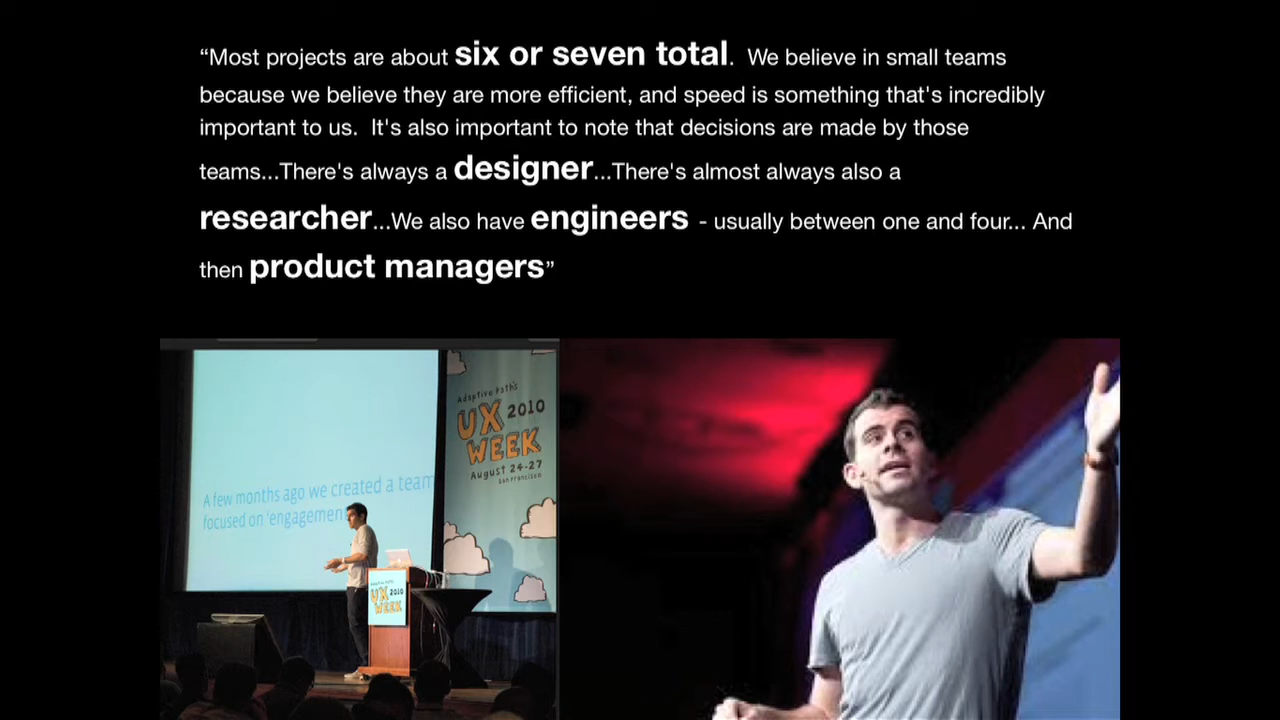 “Most projects are about six or seven total.  We believe in small teams
because we believe they are more efficient, and speed is something that's incredibly
important to us.  It's also important to note that decisions are made by those
teams...There's always a designer...There's almost always also a
researcher...We also have engineers - usually between one and four... And
then product managers”
A few months ago we created a team
focused on 'engagement
Adaptive Path's
UX 2010
WEEK
August 24-27
San Francisco
Adaptive Path's
UX 2010
WEEK